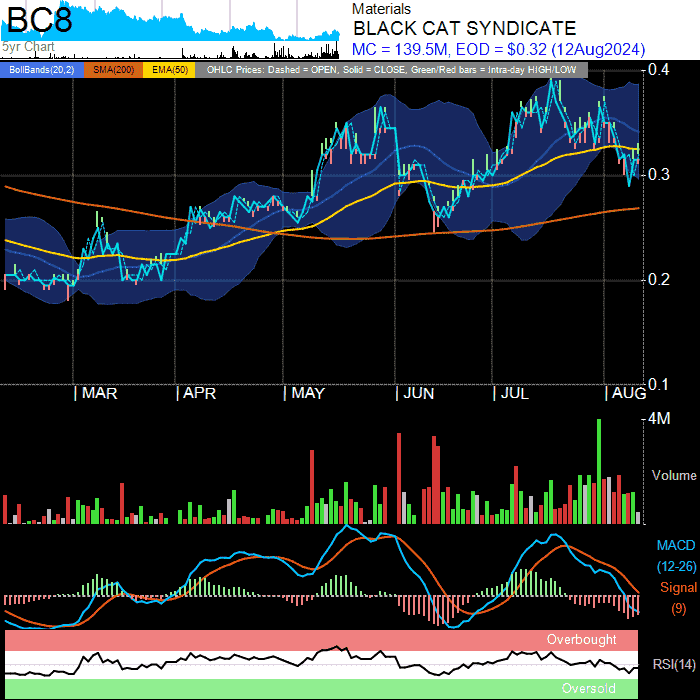 BC8
5yr Chart
Materials
BLACK CAT SYNDICATE
MC = 139.5M, EOD = $0.32 (12Aug2024)
BollBands(20,2) SMA(200) EMA(50) OHLC Prices: Dashed = OPEN, Solid = CLOSE, Green/Red bars = Intra-day HIGH/LOW
0.4
0.3
0.2
0.1
| MAR | APR | MAY | JUN | JUL | AUG
4M
Volume
MACD
(12-26)
Signal
(9)
Overbought
RSI(14)
Oversold